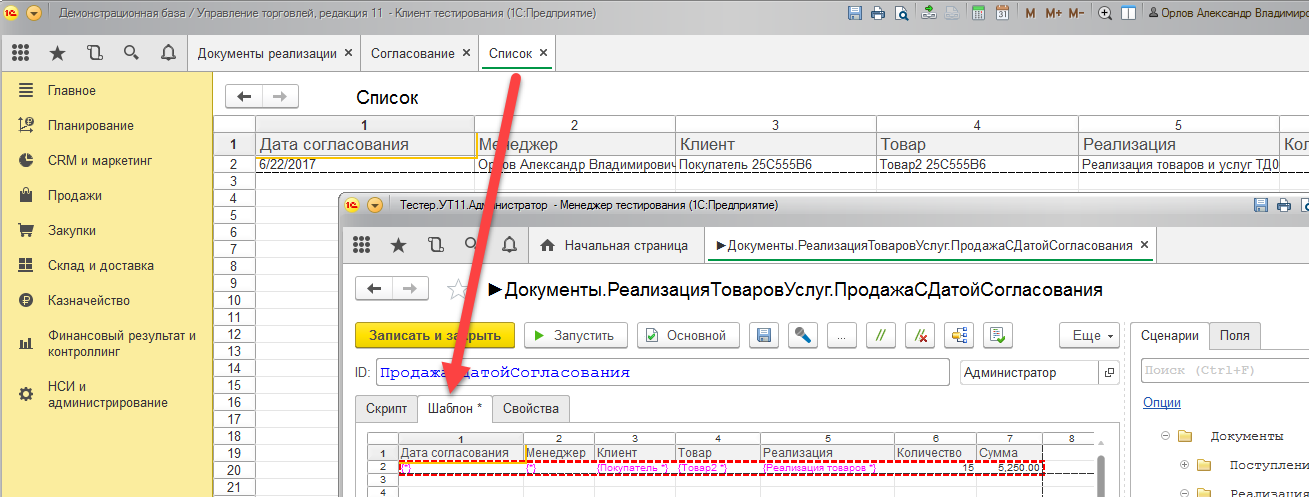 Демонстрационная база / Управление торговлей, редакция 11 - Клиент тестирования (1С:Предприятие)
M M+ M-
Орлов Александр Владимиро
Документы реализации × Согласование × Список ×
Главное
Планирование
CRM и маркетинг
Продажи
Закупки
Склад и доставка
Казначейство
Финансовый результат и
контроллинг
НСИ и
администрирование
Список
1 2 3 4 5
1 Дата согласования Менеджер Клиент Товар Реализация Кол
2 6/22/2017 Орлов Александр Владимирович Покупатель 25C555B6 Товар2 25C555B6 Реализация товаров и услуг ТД0
3
4
5
6
7
8
9
10
11
12
13
14
15
16
17
18
19
20
21
Тестер.УТ11.Администратор - Менеджер тестирования (1С:Предприятие)
Начальная страница
►Документы.РеализацияТоваровУслуг.ПродажаСДатойСогласования ×
►Документы.РеализацияТоваровУслуг.ПродажаСДатойСогласования
Записать и закрыть Запустить Основной ... // Еще
ID: ПродажаСДатойСогласования Администратор
Скрипт Шаблон * Свойства
1 2 3 4 5 6 7 8
1 Дата согласования Менеджер Клиент Товар Реализация Количество Сумма
2 {*} {*} {Покупатель *} {Товар2 *} {Реализация товаров *} 15 5,250.00
3
4
Сценарии Поля
Поиск (Ctrl+F)
Опции
Документы
Поступлени
Реализация